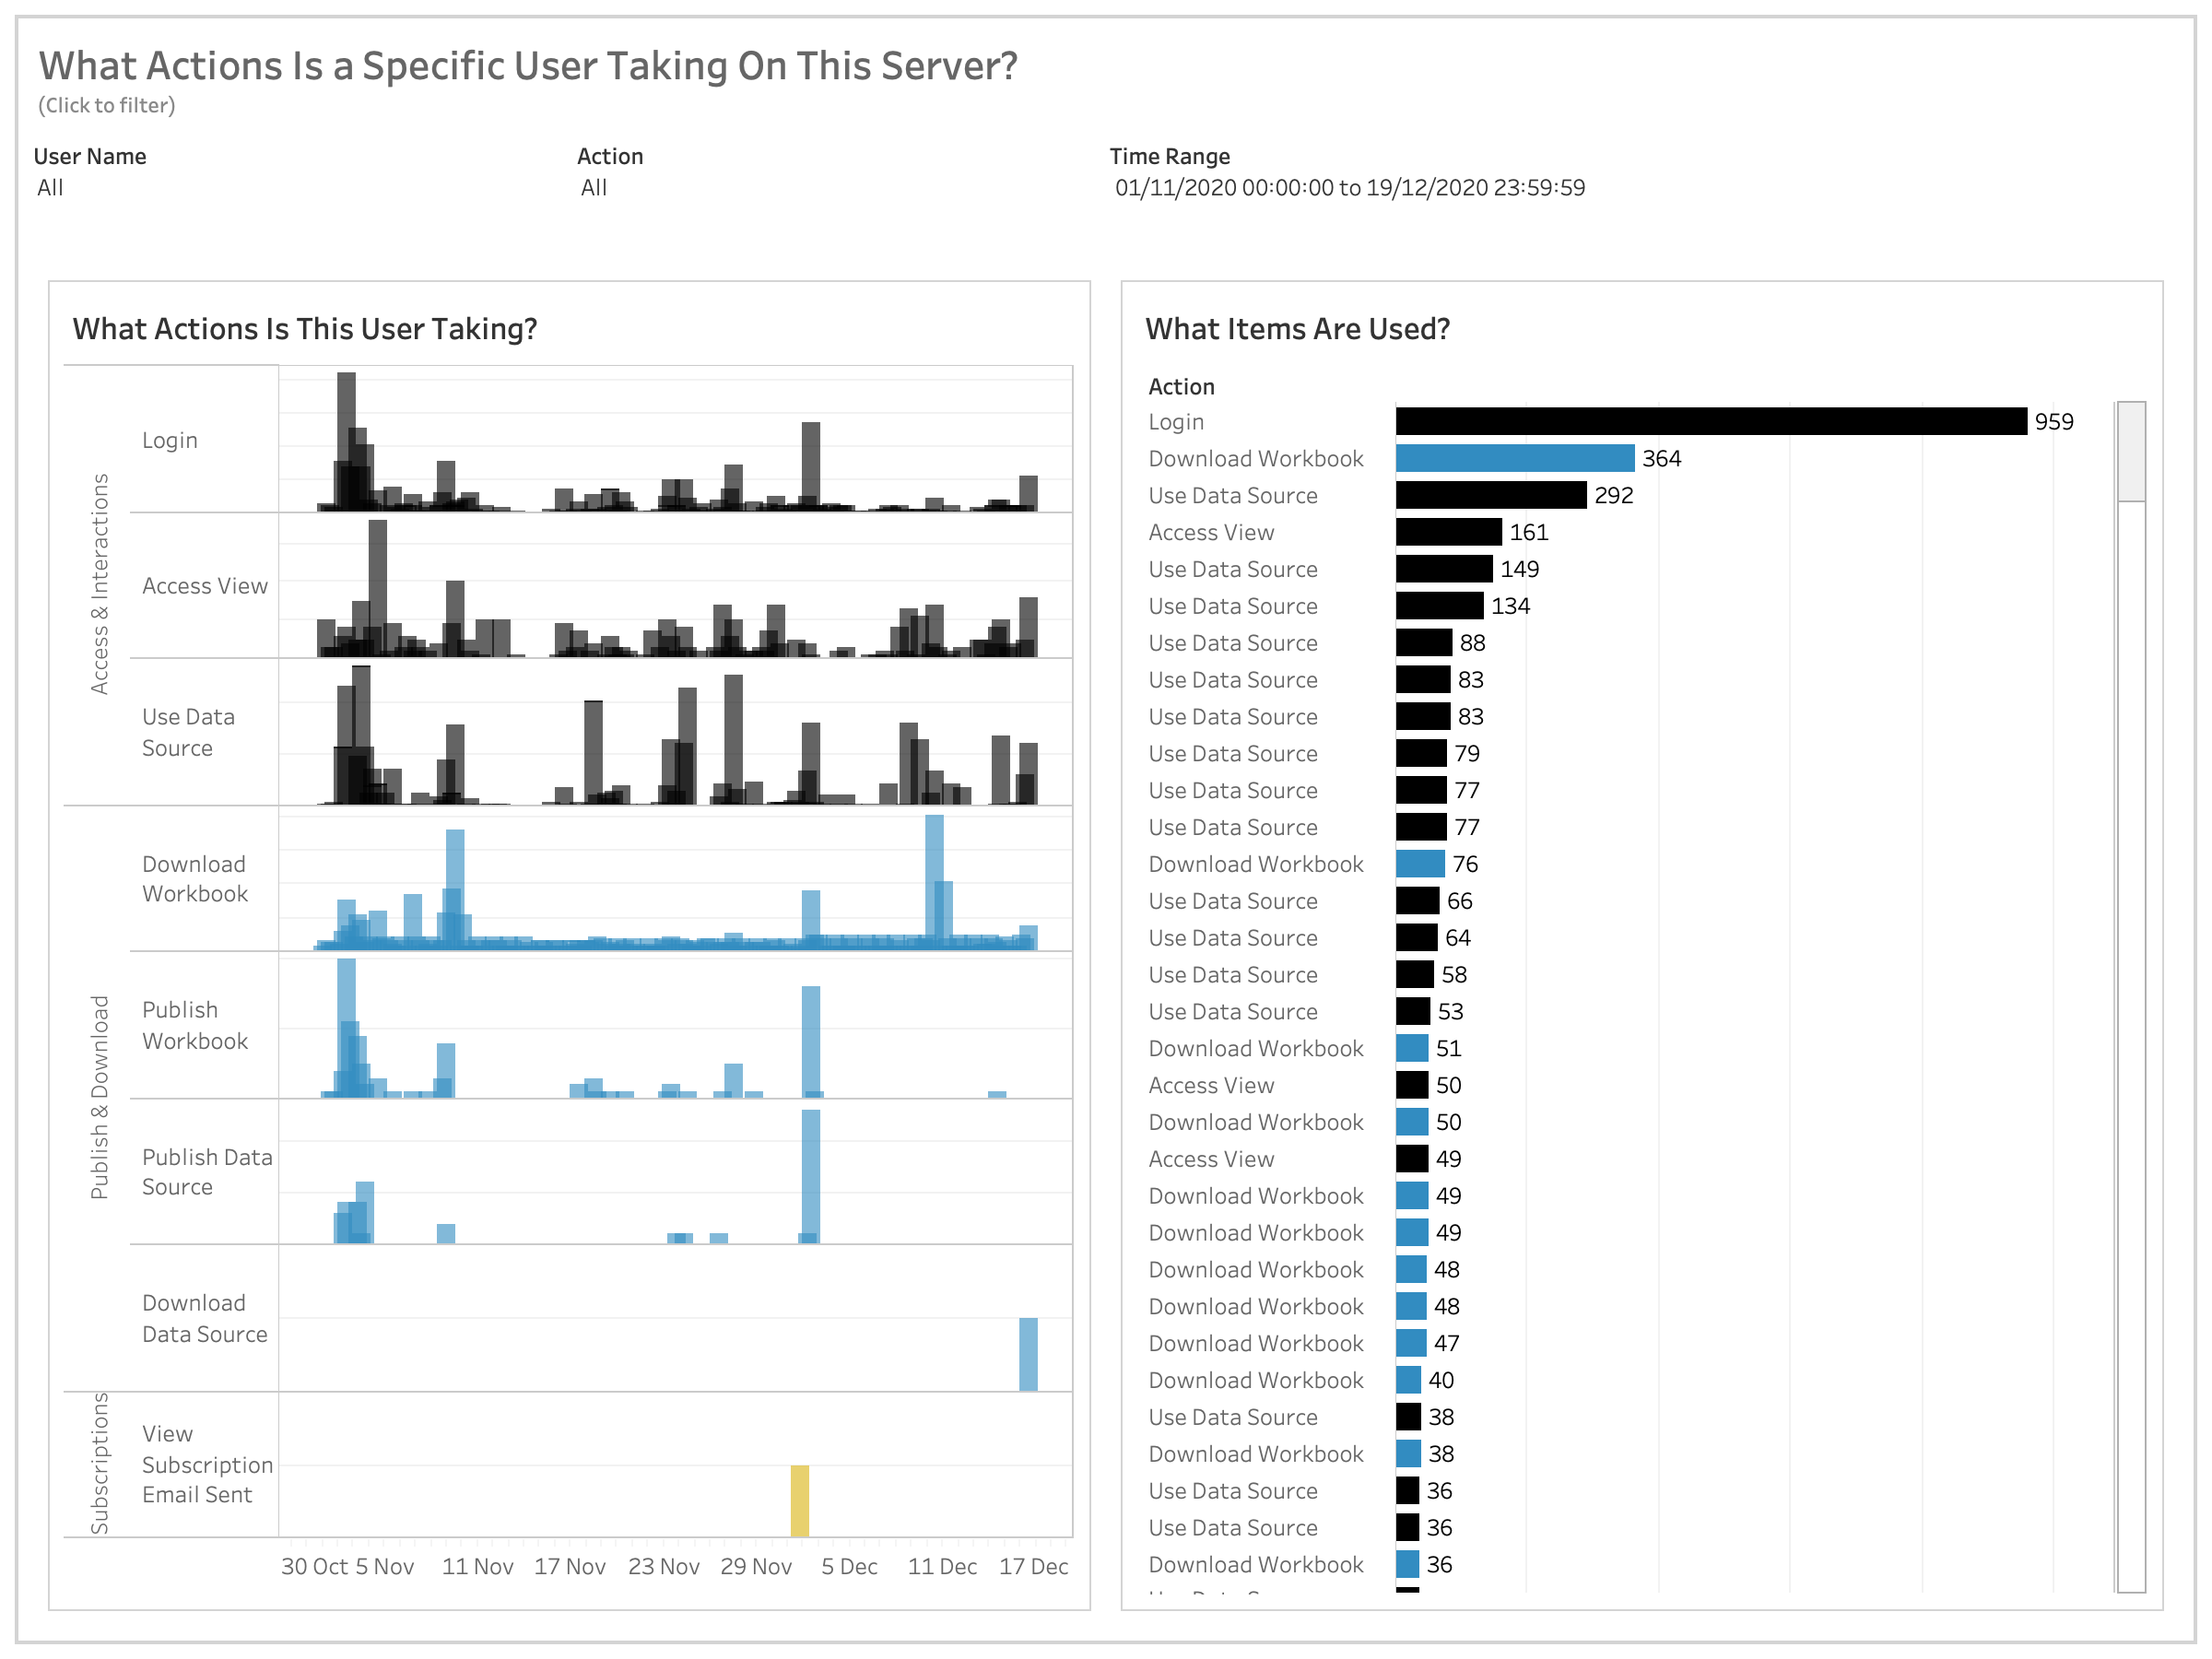 What Actions Is a Specific User Taking On This Server?
(Click to filter)
User Name
All
Action
All
Time Range
01/11/2020 00:00:00 to 19/12/2020 23:59:59
What Actions Is This User Taking?
Access & Interactions
Login
Access View
Use Data
Source
Publish & Download
Download
Workbook
Publish
Workbook
Publish Data
Source
Download
Data Source
Subscriptions
View
Subscription
Email Sent
30 Oct 5 Nov 11 Nov 17 Nov 23 Nov 29 Nov 5 Dec 11 Dec 17 Dec
What Items Are Used?
Action
Login 959
Download Workbook 364
Use Data Source 292
Access View 161
Use Data Source 149
Use Data Source 134
Use Data Source 88
Use Data Source 83
Use Data Source 83
Use Data Source 79
Use Data Source 77
Use Data Source 77
Download Workbook 76
Use Data Source 66
Use Data Source 64
Use Data Source 58
Use Data Source 53
Download Workbook 51
Access View 50
Download Workbook 50
Access View 49
Download Workbook 49
Download Workbook 49
Download Workbook 48
Download Workbook 48
Download Workbook 47
Download Workbook 40
Use Data Source 38
Download Workbook 38
Use Data Source 36
Use Data Source 36
Download Workbook 36